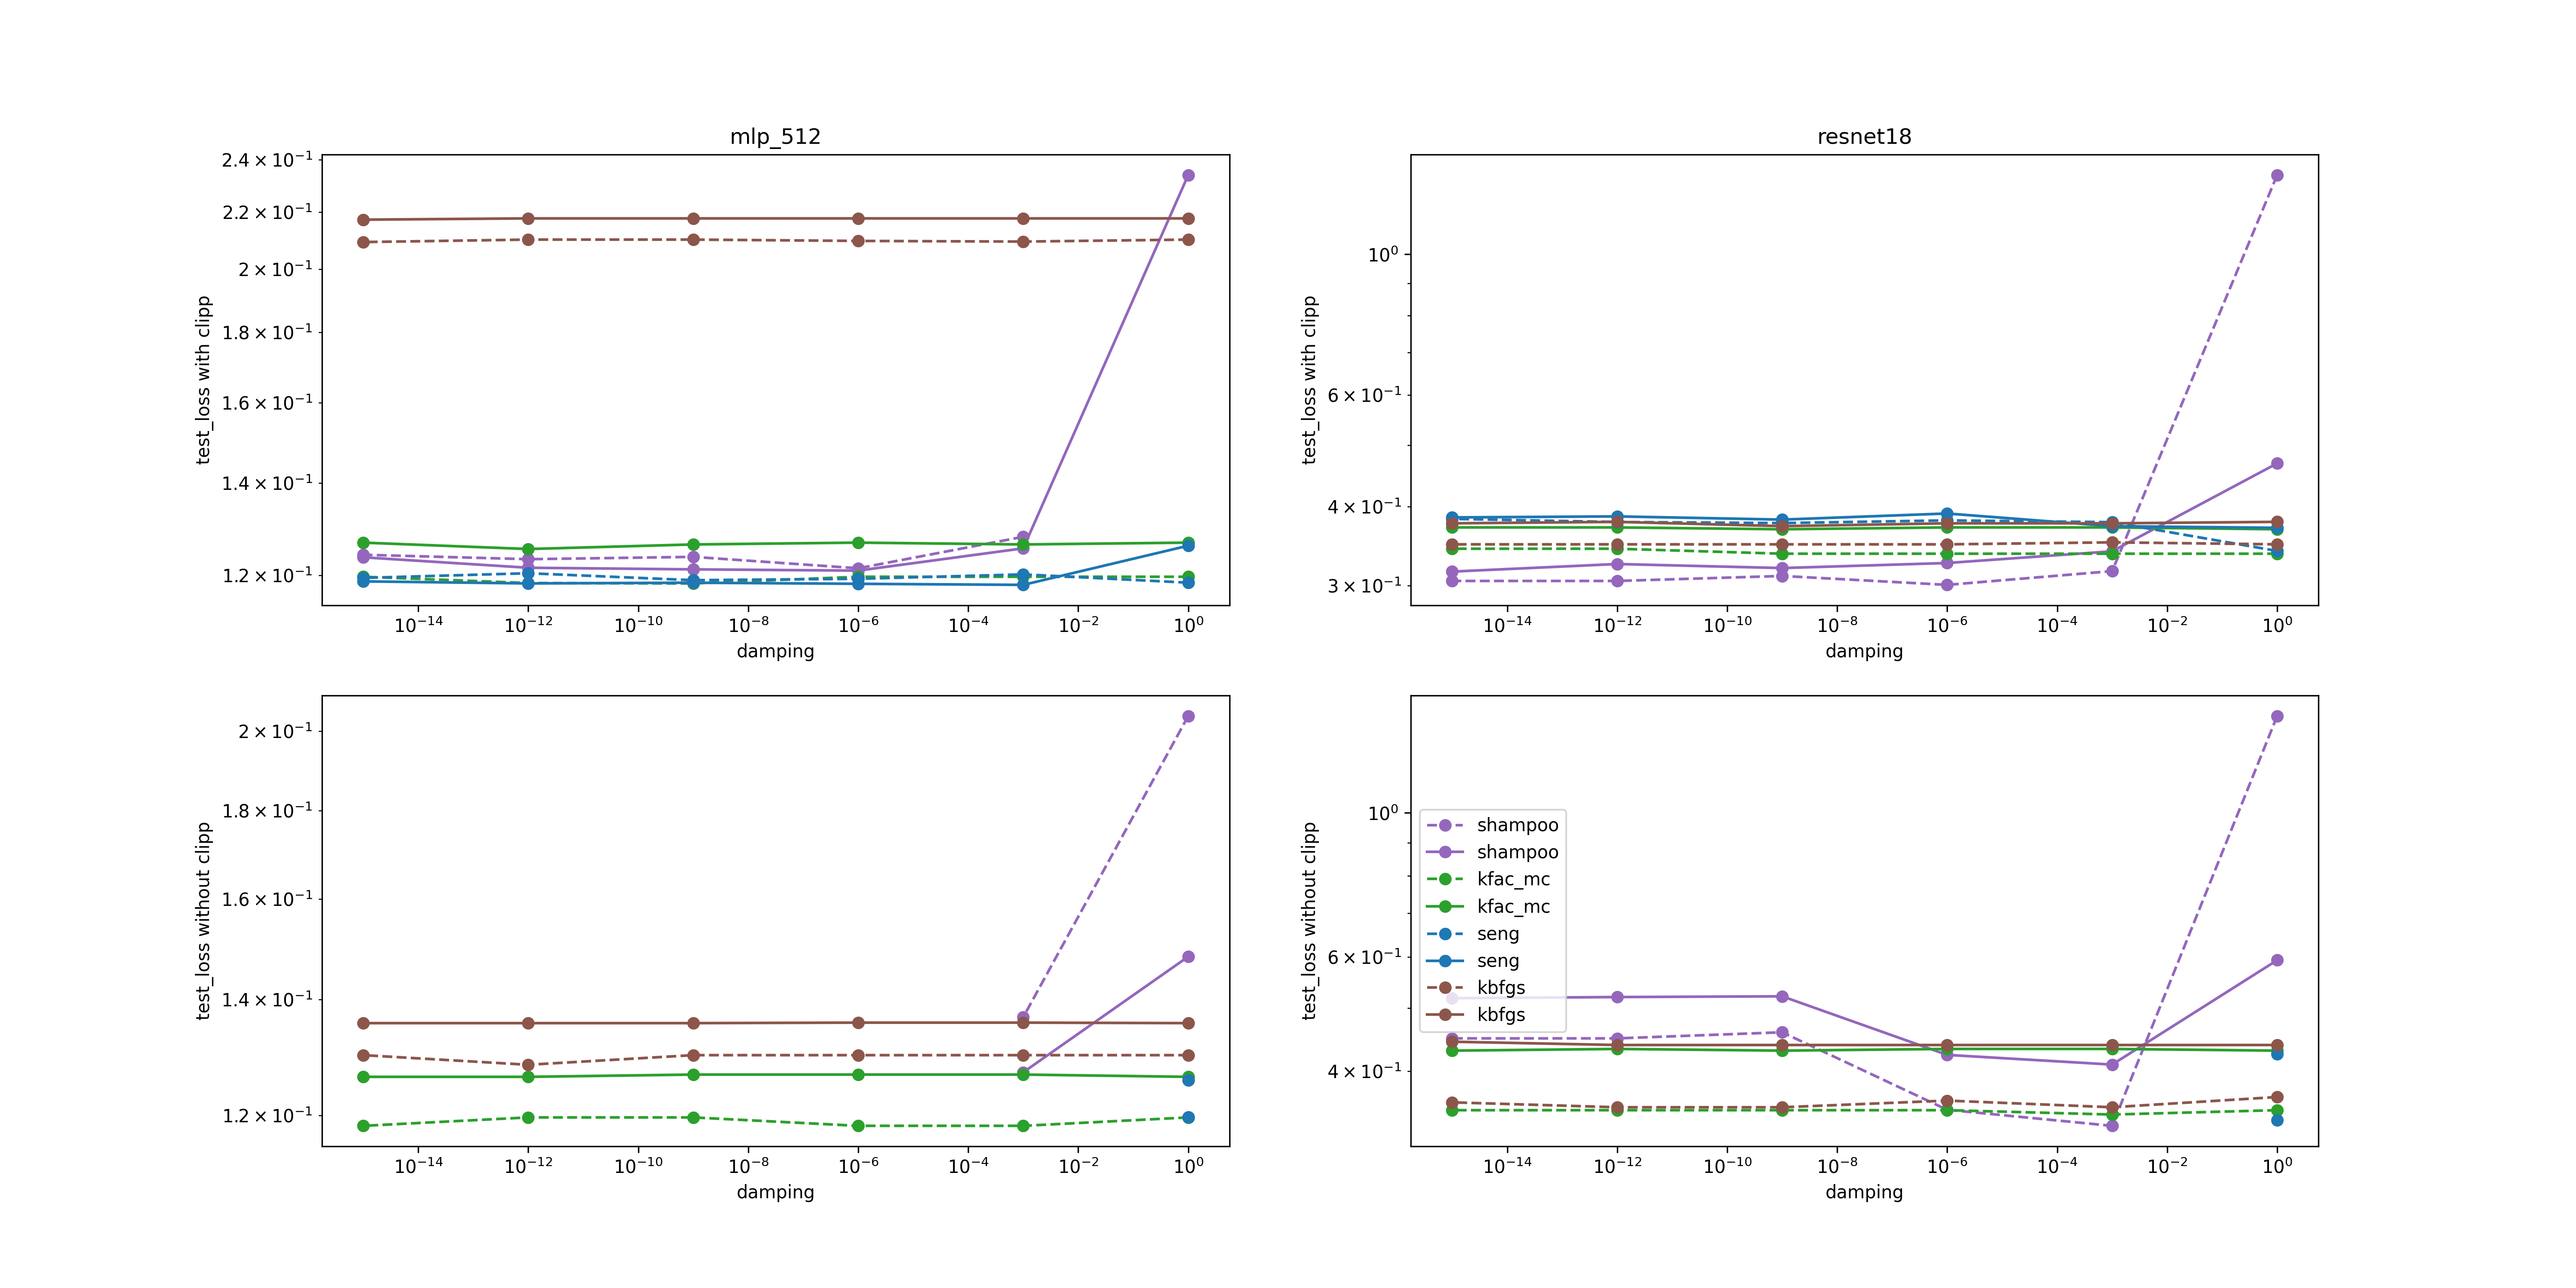 mlp_512
resnet18
test_loss with clipp
2.4 × 10⁻¹
2.2 × 10⁻¹
2 × 10⁻¹
1.8 × 10⁻¹
1.6 × 10⁻¹
1.4 × 10⁻¹
1.2 × 10⁻¹
10⁻¹⁴ 10⁻¹² 10⁻¹⁰ 10⁻⁸ 10⁻⁶ 10⁻⁴ 10⁻² 10⁰
damping
test_loss with clipp
10⁰
6 × 10⁻¹
4 × 10⁻¹
3 × 10⁻¹
10⁻¹⁴ 10⁻¹² 10⁻¹⁰ 10⁻⁸ 10⁻⁶ 10⁻⁴ 10⁻² 10⁰
damping
test_loss without clipp
2 × 10⁻¹
1.8 × 10⁻¹
1.6 × 10⁻¹
1.4 × 10⁻¹
1.2 × 10⁻¹
10⁻¹⁴ 10⁻¹² 10⁻¹⁰ 10⁻⁸ 10⁻⁶ 10⁻⁴ 10⁻² 10⁰
damping
test_loss without clipp
10⁰
6 × 10⁻¹
4 × 10⁻¹
shampoo
shampoo
kfac_mc
kfac_mc
seng
seng
kbfgs
kbfgs
10⁻¹⁴ 10⁻¹² 10⁻¹⁰ 10⁻⁸ 10⁻⁶ 10⁻⁴ 10⁻² 10⁰
damping